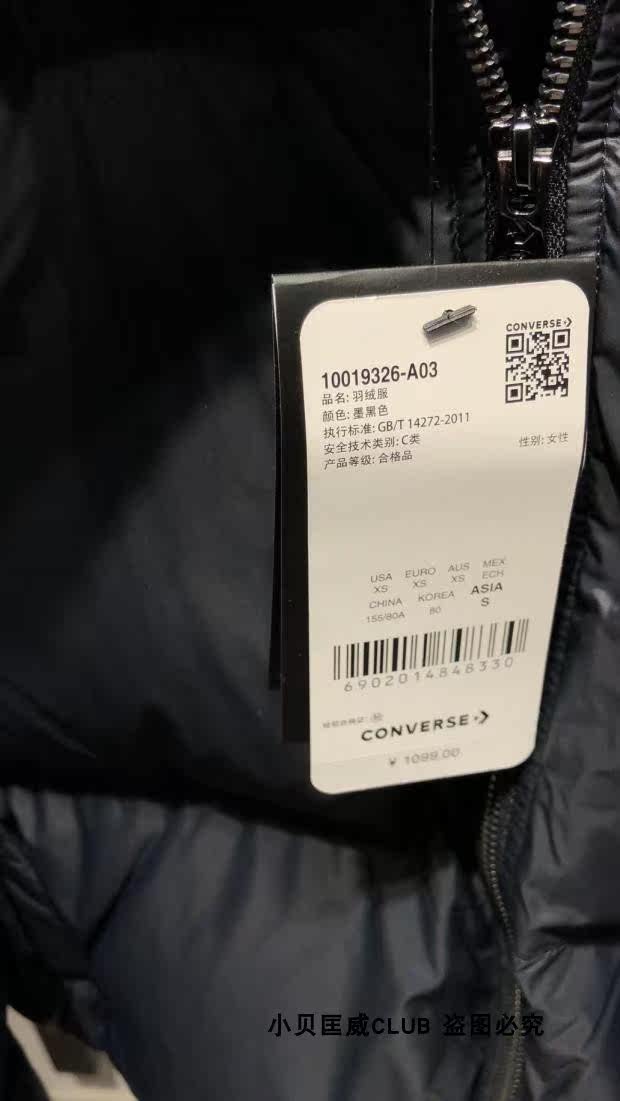 CONVERSE
10019326-A03
品名: 羽绒服
颜色: 墨黑色
执行标准: GB/T 14272-2011
安全技术类别: C类
性别: 女性
产品等级: 合格品
USA EURO AUS MEX
XS XS XS ECH
CHINA KOREA ASIA
155/80A 80 S
6902014848330
CONVERSE
¥ 1099.00
小贝匡威CLUB 盗图必究